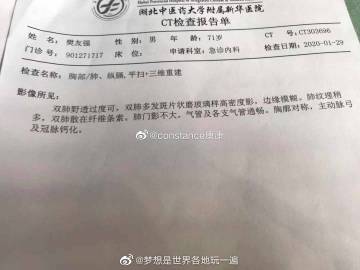 湖北中医药大学附属新华医院
CT检查报告单
姓名：樊友强 性别：男 年龄：71岁 CT号：CT302696
门诊号：901271717 床位： 申请科室：急诊内科 检查日期：2020-01-29
检查名称：胸部/肺、纵膈，平扫+三维重建
影像所见：
双肺野透过度可，双肺多发斑片状磨玻璃样高密度影，边缘模糊。肺纹理稍
多，双肺散在纤维条索。肺门影不大。气管及各支气管通畅。胸廓对称，主动脉弓
及冠脉钙化。
@constance康康
@梦想是世界各地玩一遍